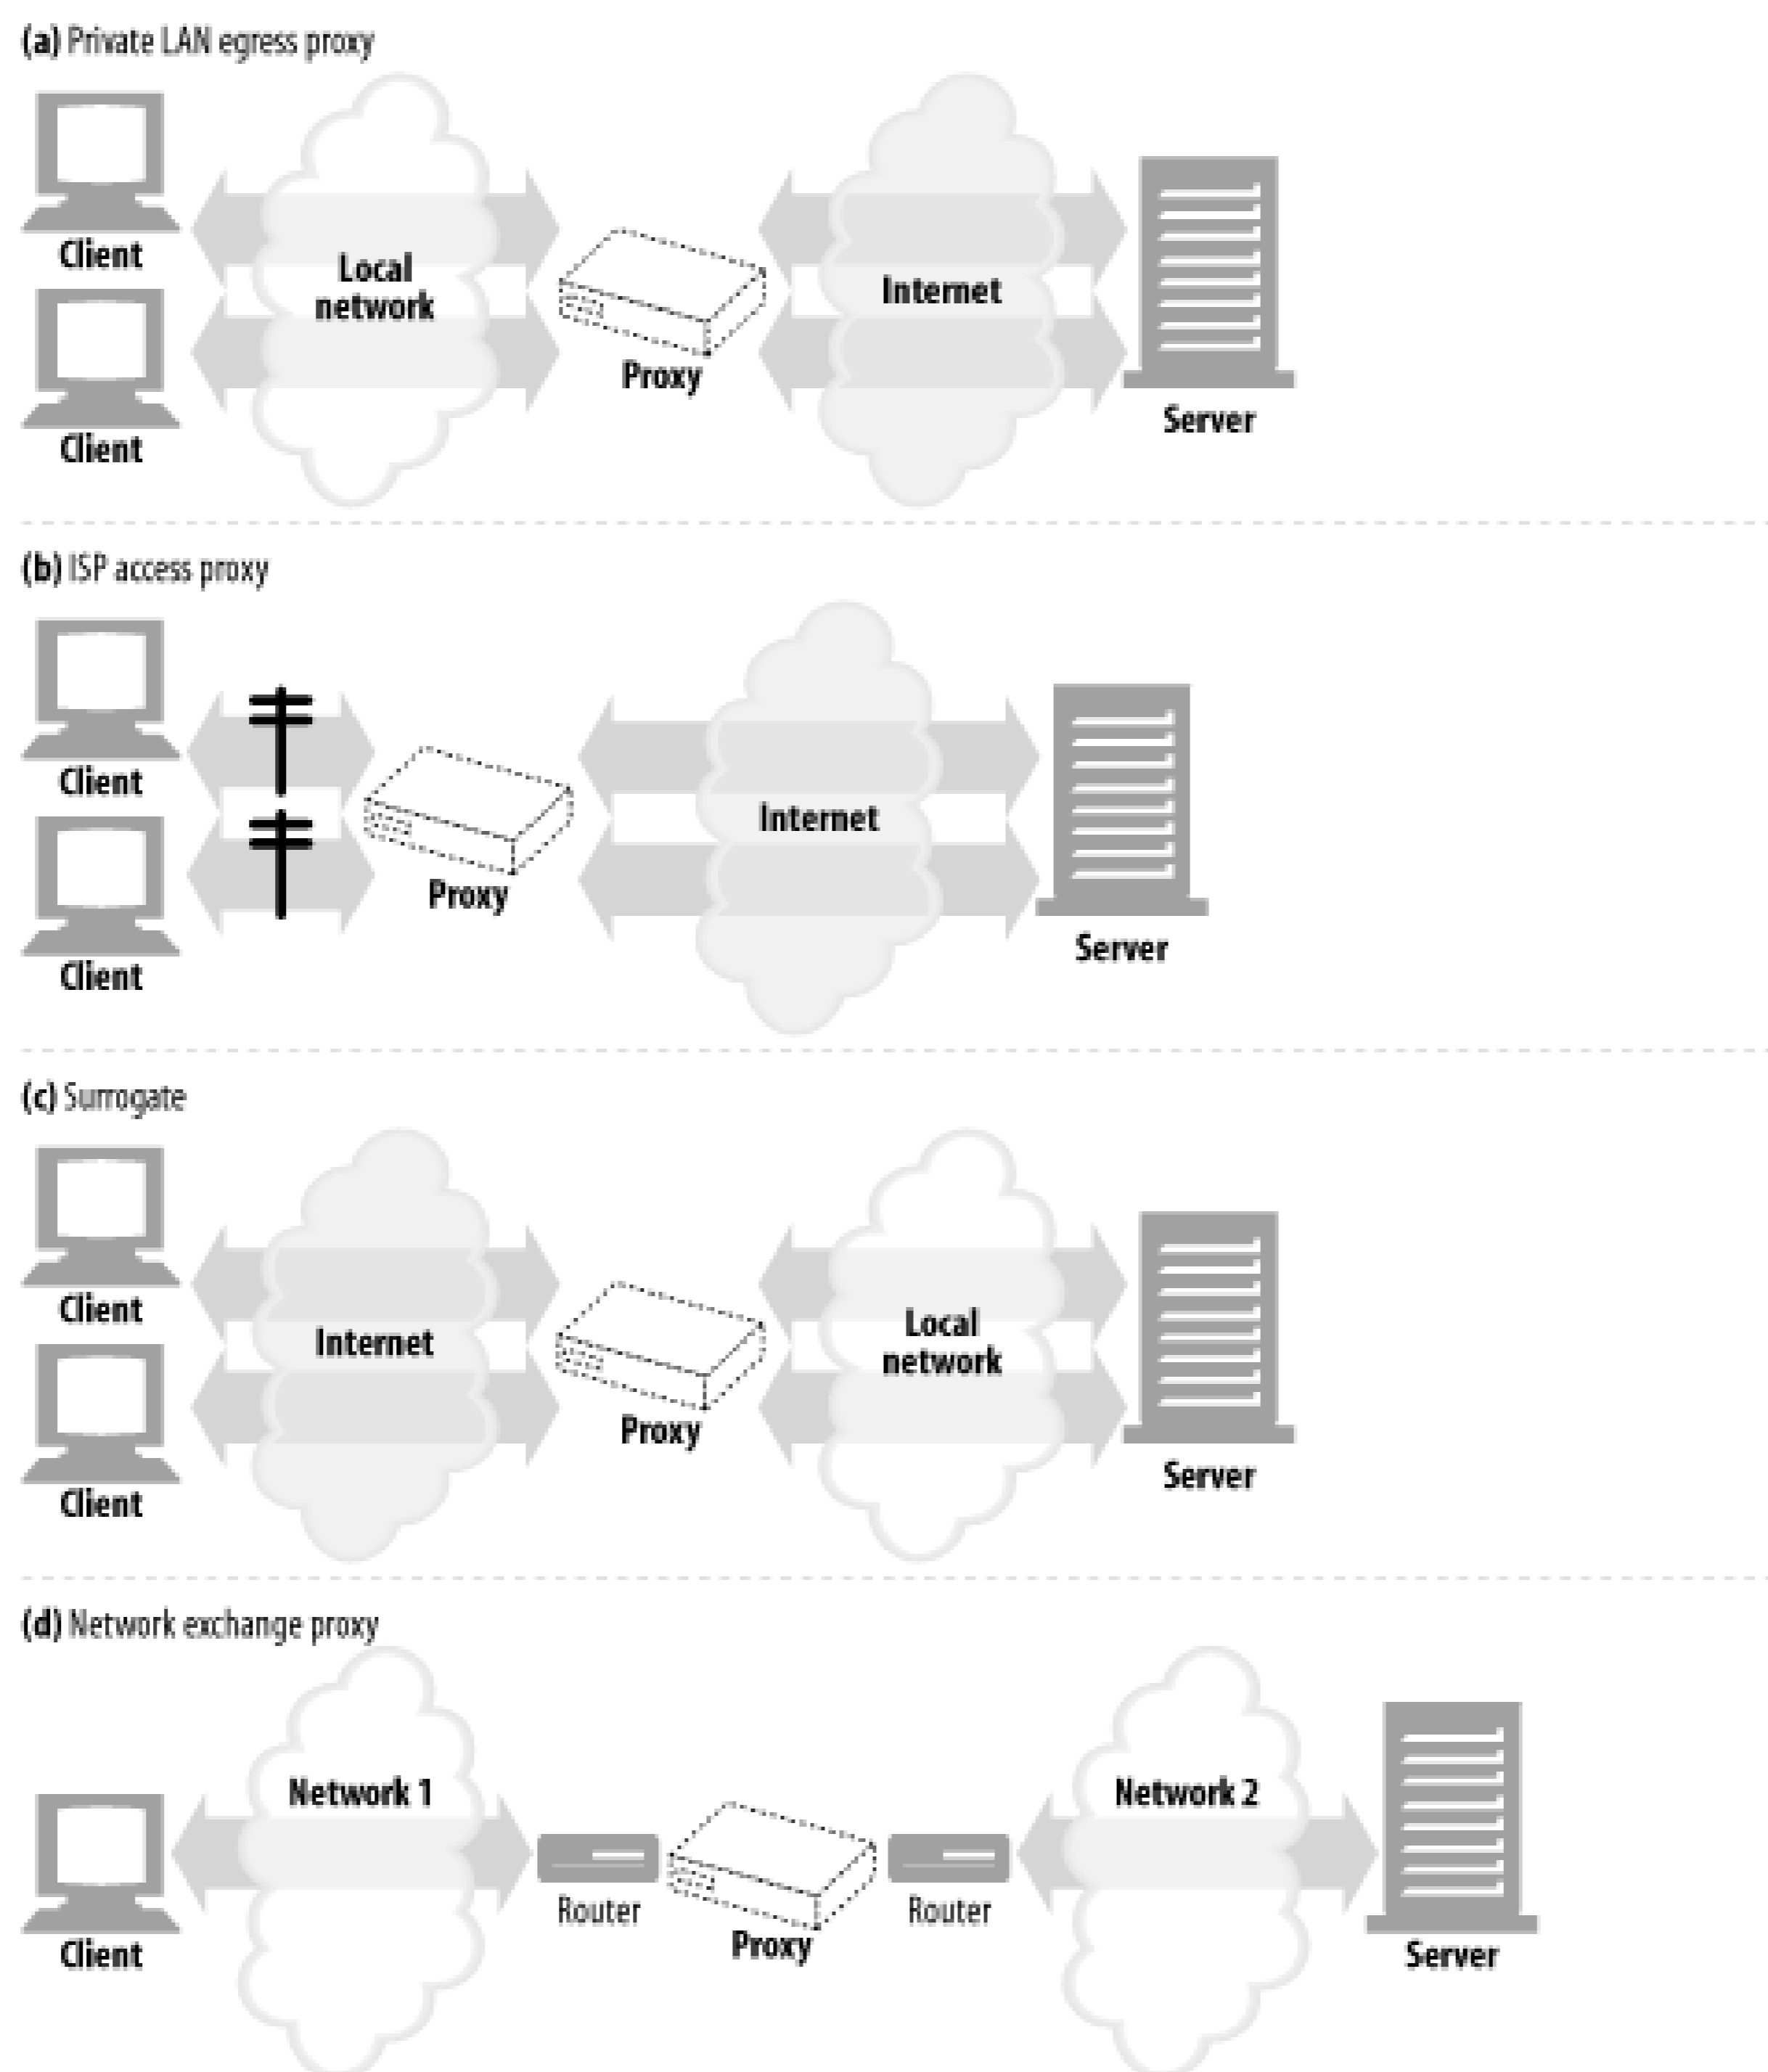 (a) Private LAN egress proxy
Client
Local
network
Internet
Proxy
Client
Server
(b) ISP access proxy
Client
Internet
Proxy
Server
Client
(c) Surrogate
Client
Internet
Local
network
Proxy
Server
Client
(d) Network exchange proxy
Network 1
Network 2
Router
Router
Proxy
Client
Server